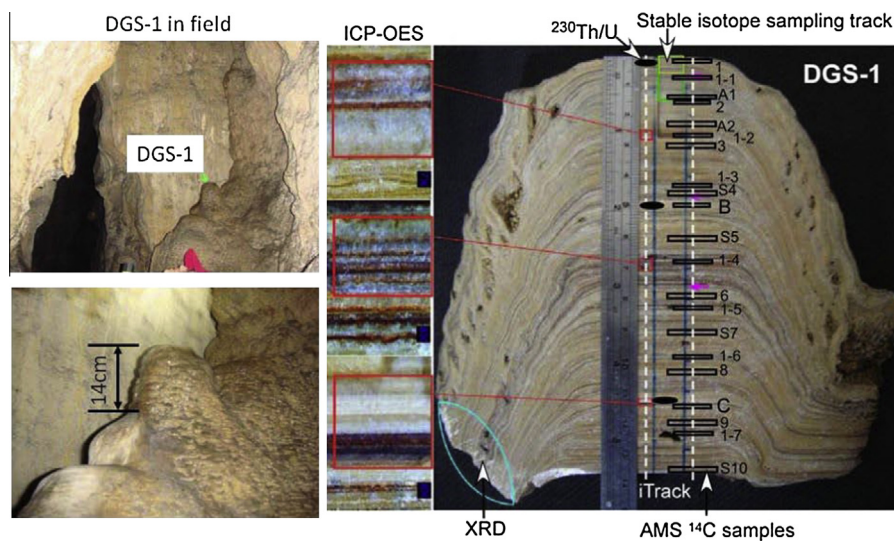 DGS-1 in field
DGS-1
14cm
ICP-OES
²³⁰Th/U
Stable isotope sampling track
DGS-1
1
1-1
A1
2
A2
1-2
3
1-3
S4
B
S5
1-4
6
1-5
S7
1-6
8
C
9
1-7
S10
iTrack
XRD
AMS ¹⁴C samples